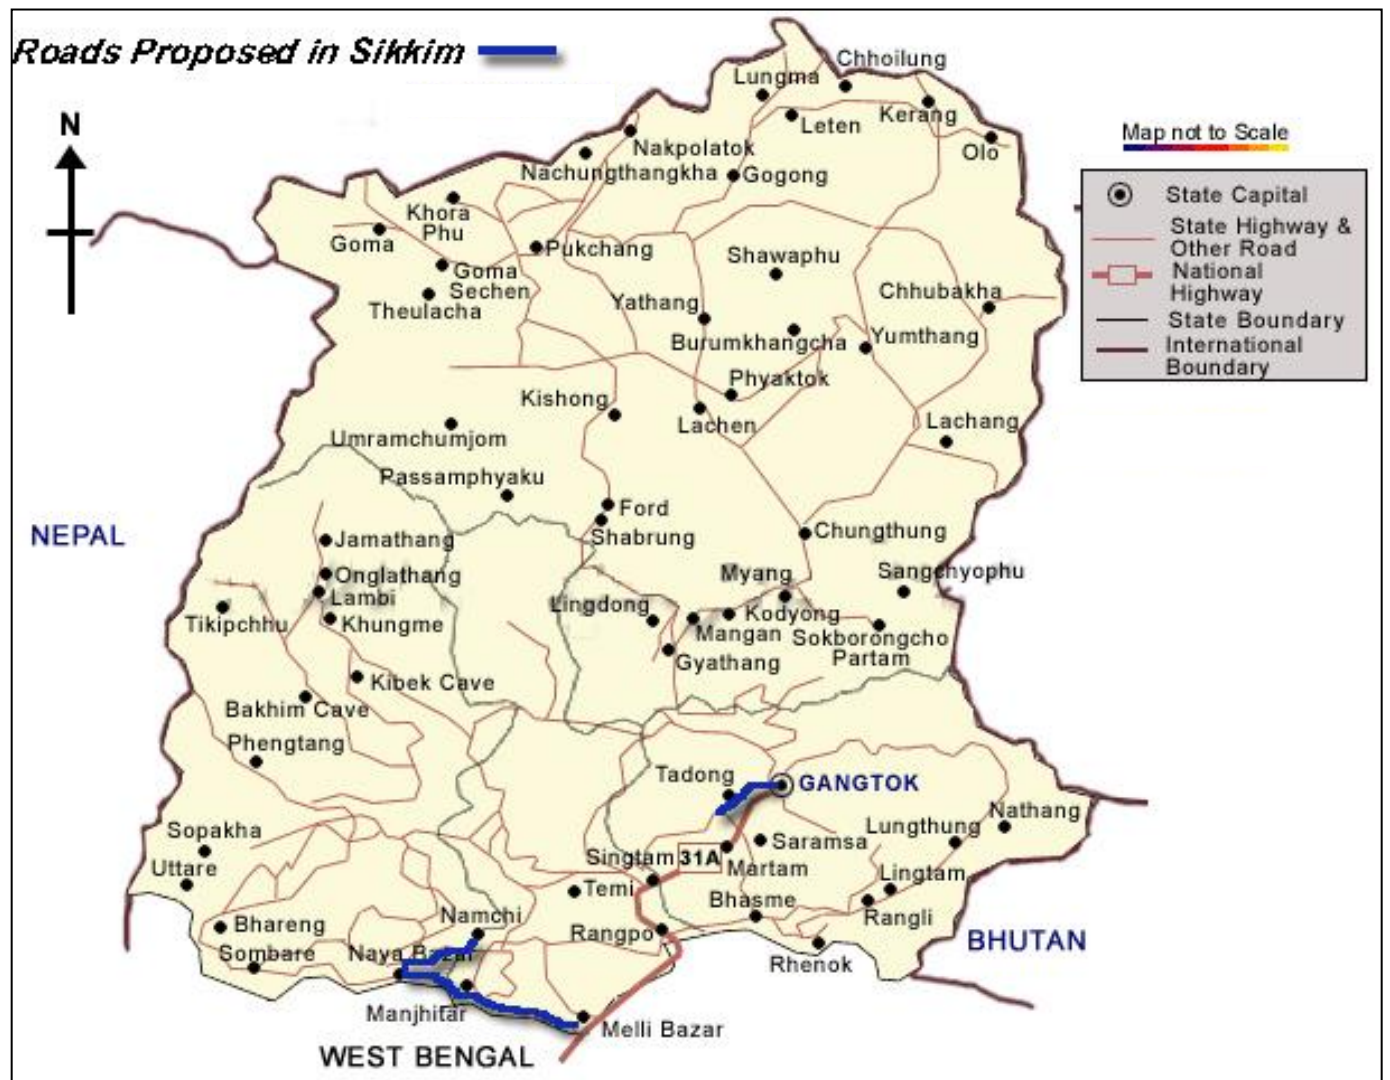 Roads Proposed in Sikkim
N
Chhoilung
Lungma
Kerang
Leten
Olo
Nakpolatok
Nachungthangkha
Gogong
Khora
Phu
Goma
Pukchang
Goma
Sechen
Theulacha
Shawaphu
Yathang
Chhubakha
Burumkhangcha
Yumthang
Phyaktok
Kishong
Lachen
Lachang
Umramchumjom
Passamphyaku
Ford
Shabrung
Chungthung
NEPAL
Jamathang
Onglathang
Lambi
Khungme
Tikipchhu
Myang
Sangchyophu
Lingdong
Kodyong
Mangan
Sokborongcho
Partam
Gyathang
Kibek Cave
Bakhim Cave
Phengtang
Tadong
GANGTOK
Nathang
Sopakha
Lungthung
Saramsa
Uttare
Singtam
31A
Martam
Lingtam
Temi
Bhasme
Rangli
Bhareng
Namchi
Rangpo
BHUTAN
Sombare
Naya Bazar
Rhenok
Manjhitar
Melli Bazar
WEST BENGAL
Map not to Scale
State Capital
State Highway &
Other Road
National
Highway
State Boundary
International
Boundary